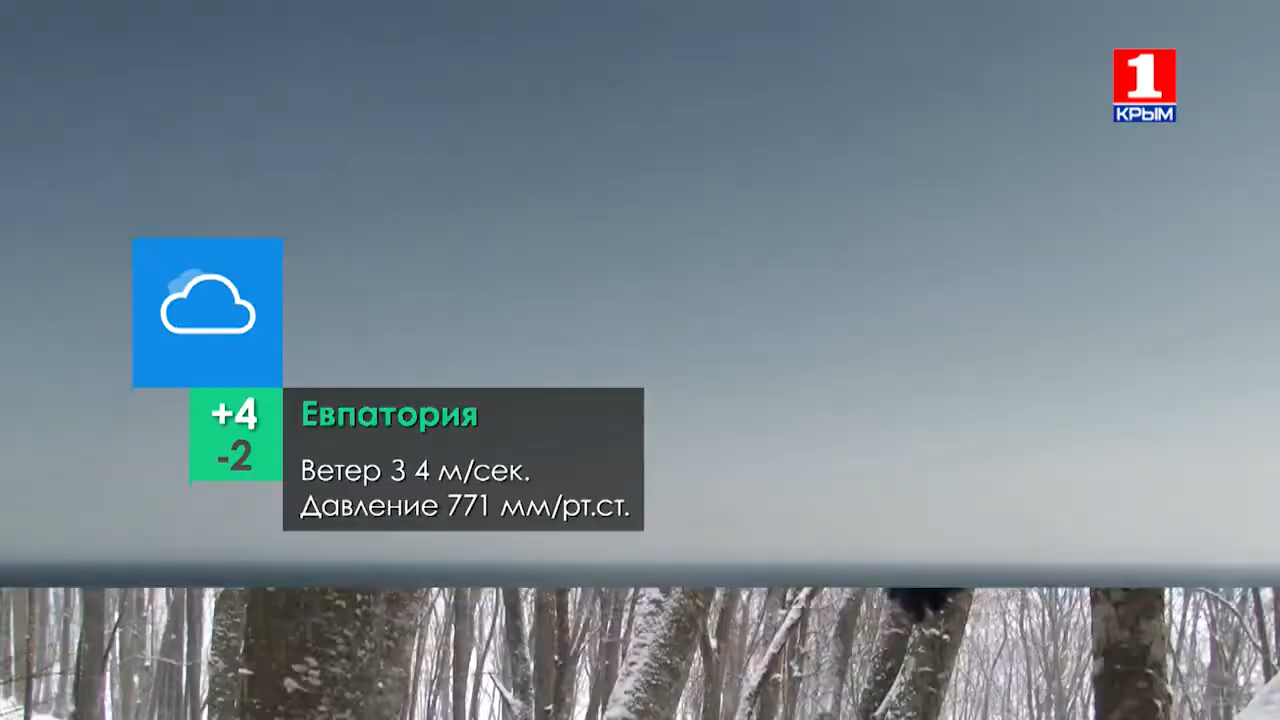 1
КРЫМ
+4
-2
Евпатория
Ветер 3 4 м/сек.
Давление 771 мм/рт.ст.